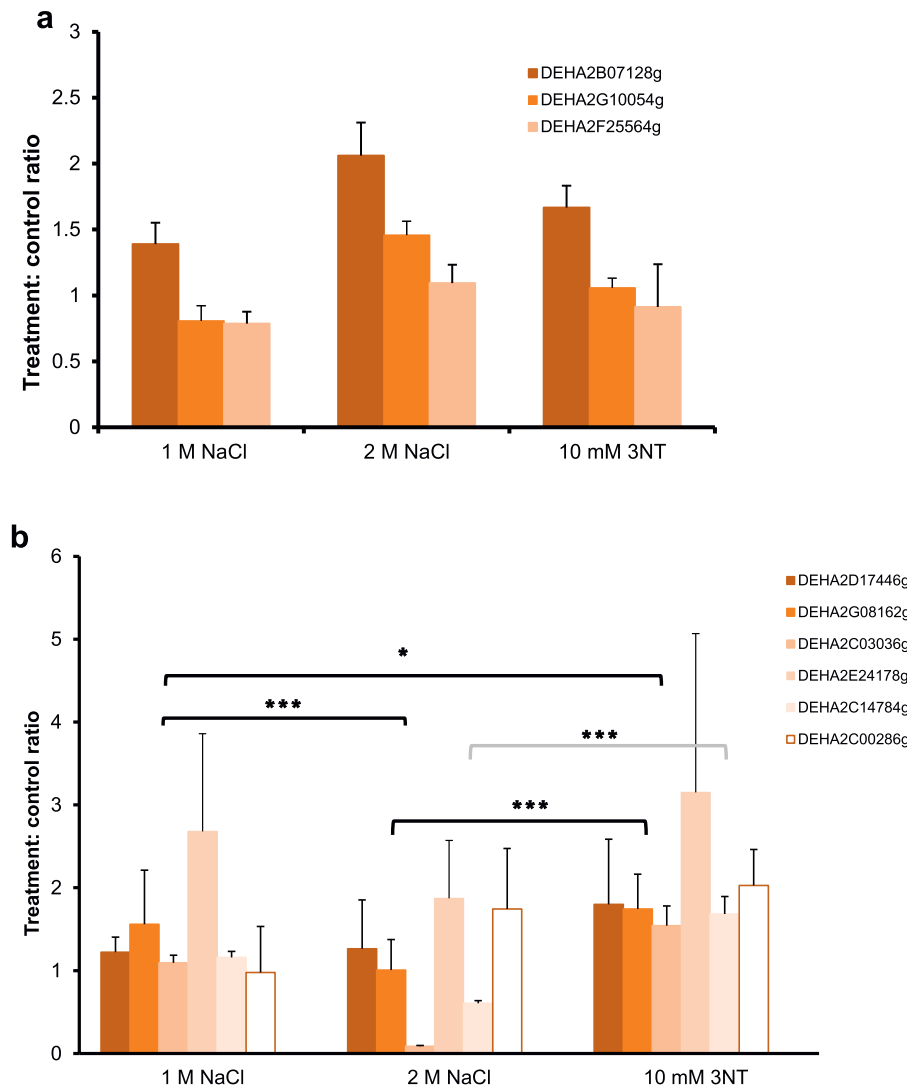 a
3
2.5
2
1.5
1
0.5
0
Treatment: control ratio
DEHA2B07128g
DEHA2G10054g
DEHA2F25564g
1 M NaCl
2 M NaCl
10 mM 3NT
b
6
5
4
3
2
1
0
Treatment: control ratio
*
***
***
***
DEHA2D17446g
DEHA2G08162g
DEHA2C03036g
DEHA2E24178g
DEHA2C14784g
DEHA2C00286g
1 M NaCl
2 M NaCl
10 mM 3NT